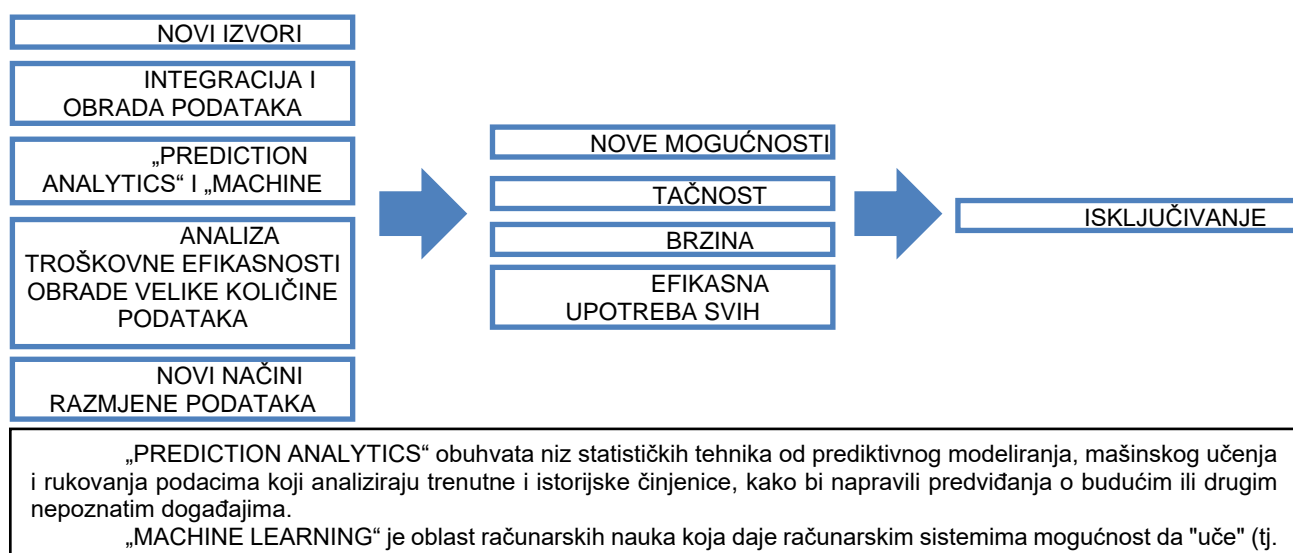 NOVI IZVORI
INTEGRACIJA I
OBRADA PODATAKA
„PREDICTION
ANALYTICS“ I „MACHINE
ANALIZA
TROŠKOVNE EFIKASNOSTI
OBRADE VELIKE KOLIČINE
PODATAKA
NOVI NAČINI
RAZMJENE PODATAKA
NOVE MOGUĆNOSTI
TAČNOST
BRZINA
EFIKASNA
UPOTREBA SVIH
ISKLJUČIVANJE
„PREDICTION ANALYTICS“ obuhvata niz statističkih tehnika od prediktivnog modeliranja, mašinskog učenja
i rukovanja podacima koji analiziraju trenutne i istorijske činjenice, kako bi napravili predviđanja o budućim ili drugim
nepoznatim događajima.
„MACHINE LEARNING“ je oblast računarskih nauka koja daje računarskim sistemima mogućnost da "uče" (tj.